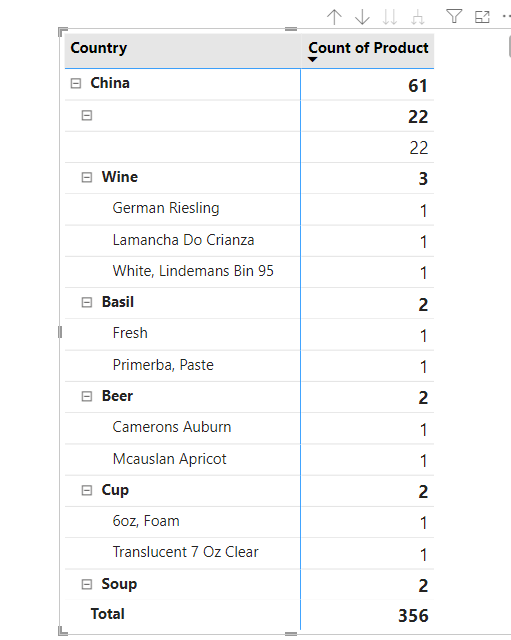 Country Count of Product
China 61
22
22
Wine 3
German Riesling 1
Lamancha Do Crianza 1
White, Lindemans Bin 95 1
Basil 2
Fresh 1
Primerba, Paste 1
Beer 2
Camerons Auburn 1
Mcauslan Apricot 1
Cup 2
6oz, Foam 1
Translucent 7 Oz Clear 1
Soup 2
Total 356